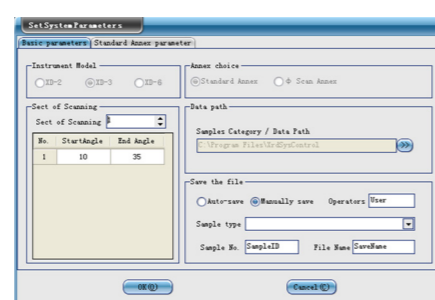 SetSystemParameters
Basic parameters Standard Annex parameter
Instrument Model
XD-2 XD-3 XD-6
Annex choice
Standard Annex Φ Scan Annex
Sect of Scanning
Sect of Scanning 1
No. StartAngle End Angle
1 10 35
Data path
Samples Category / Data Path
C:\Program Files\XrdSysControl
Save the file
Auto-save Manually save Operators User
Sample type
Sample No. SampleID File Name SaveName
OK(O) Cancel(C)